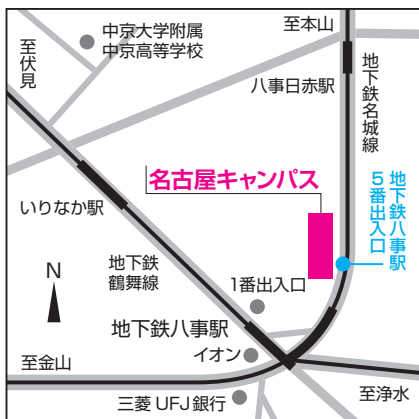 中京大学附属
中京高等学校
至伏見
至本山
八事日赤駅
地下鉄名城線
名古屋キャンパス
地下鉄八事駅
5番出入口
いりなか駅
N
地下鉄
鶴舞線
1番出入口
地下鉄八事駅
イオン
至金山
三菱UFJ銀行
至浄水